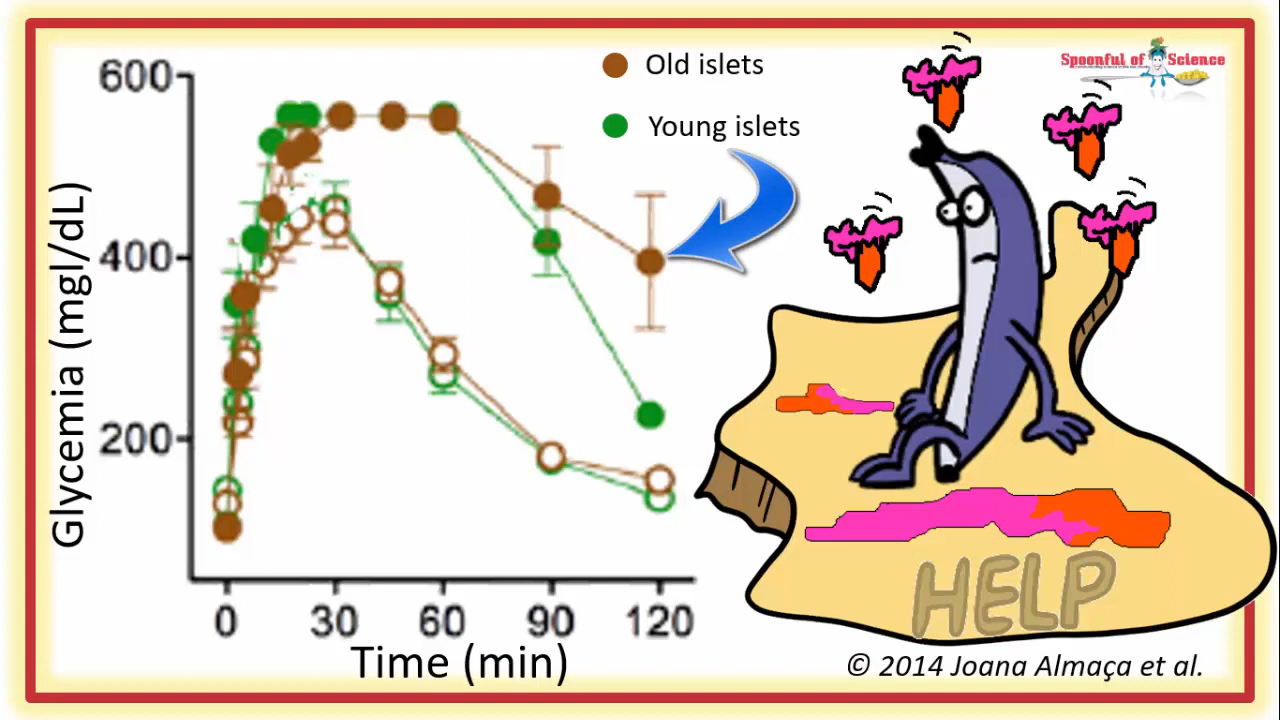 600
400
200
Glycemia (mgl/dL)
0 30 60 90 120
Time (min)
Old islets
Young islets
Spoonful of Science
HELP
© 2014 Joana Almaça et al.